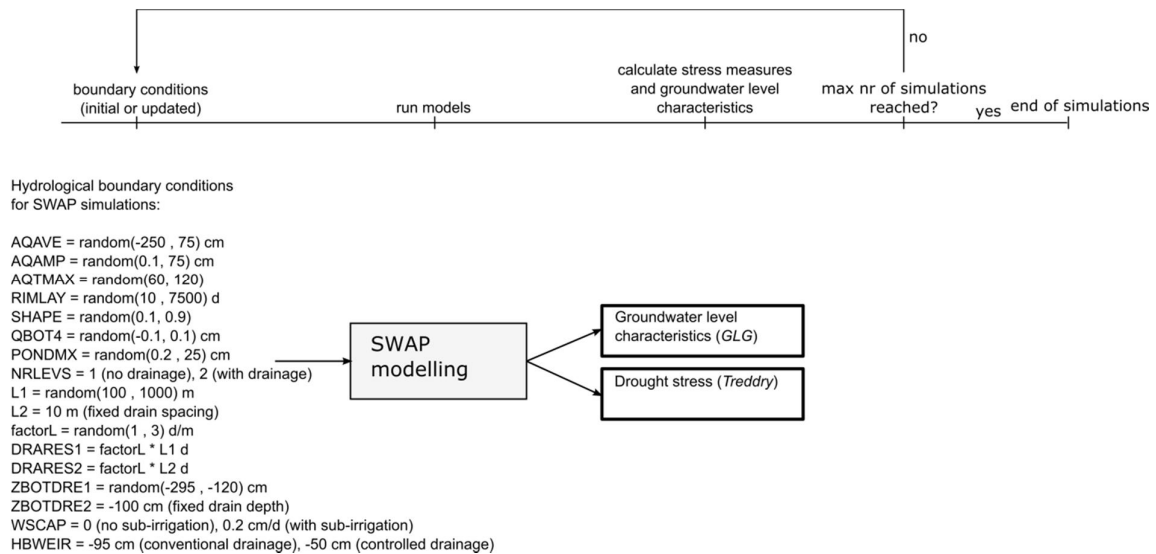 no
boundary conditions
(initial or updated)
run models
calculate stress measures
and groundwater level
characteristics
max nr of simulations
reached?
yes
end of simulations
Hydrological boundary conditions
for SWAP simulations:
AQAVE = random(-250 , 75) cm
AQAMP = random(0.1, 75) cm
AQTMAX = random(60, 120)
RIMLAY = random(10 , 7500) d
SHAPE = random(0.1, 0.9)
QBOT4 = random(-0.1, 0.1) cm
PONDMX = random(0.2 , 25) cm
NRLEVS = 1 (no drainage), 2 (with drainage)
L1 = random(100 , 1000) m
L2 = 10 m (fixed drain spacing)
factorL = random(1 , 3) d/m
DRARES1 = factorL * L1 d
DRARES2 = factorL * L2 d
ZBOTDRE1 = random(-295 , -120) cm
ZBOTDRE2 = -100 cm (fixed drain depth)
WSCAP = 0 (no sub-irrigation), 0.2 cm/d (with sub-irrigation)
HBWEIR = -95 cm (conventional drainage), -50 cm (controlled drainage)
SWAP
modelling
Groundwater level
characteristics (GLG)
Drought stress (Treddry)